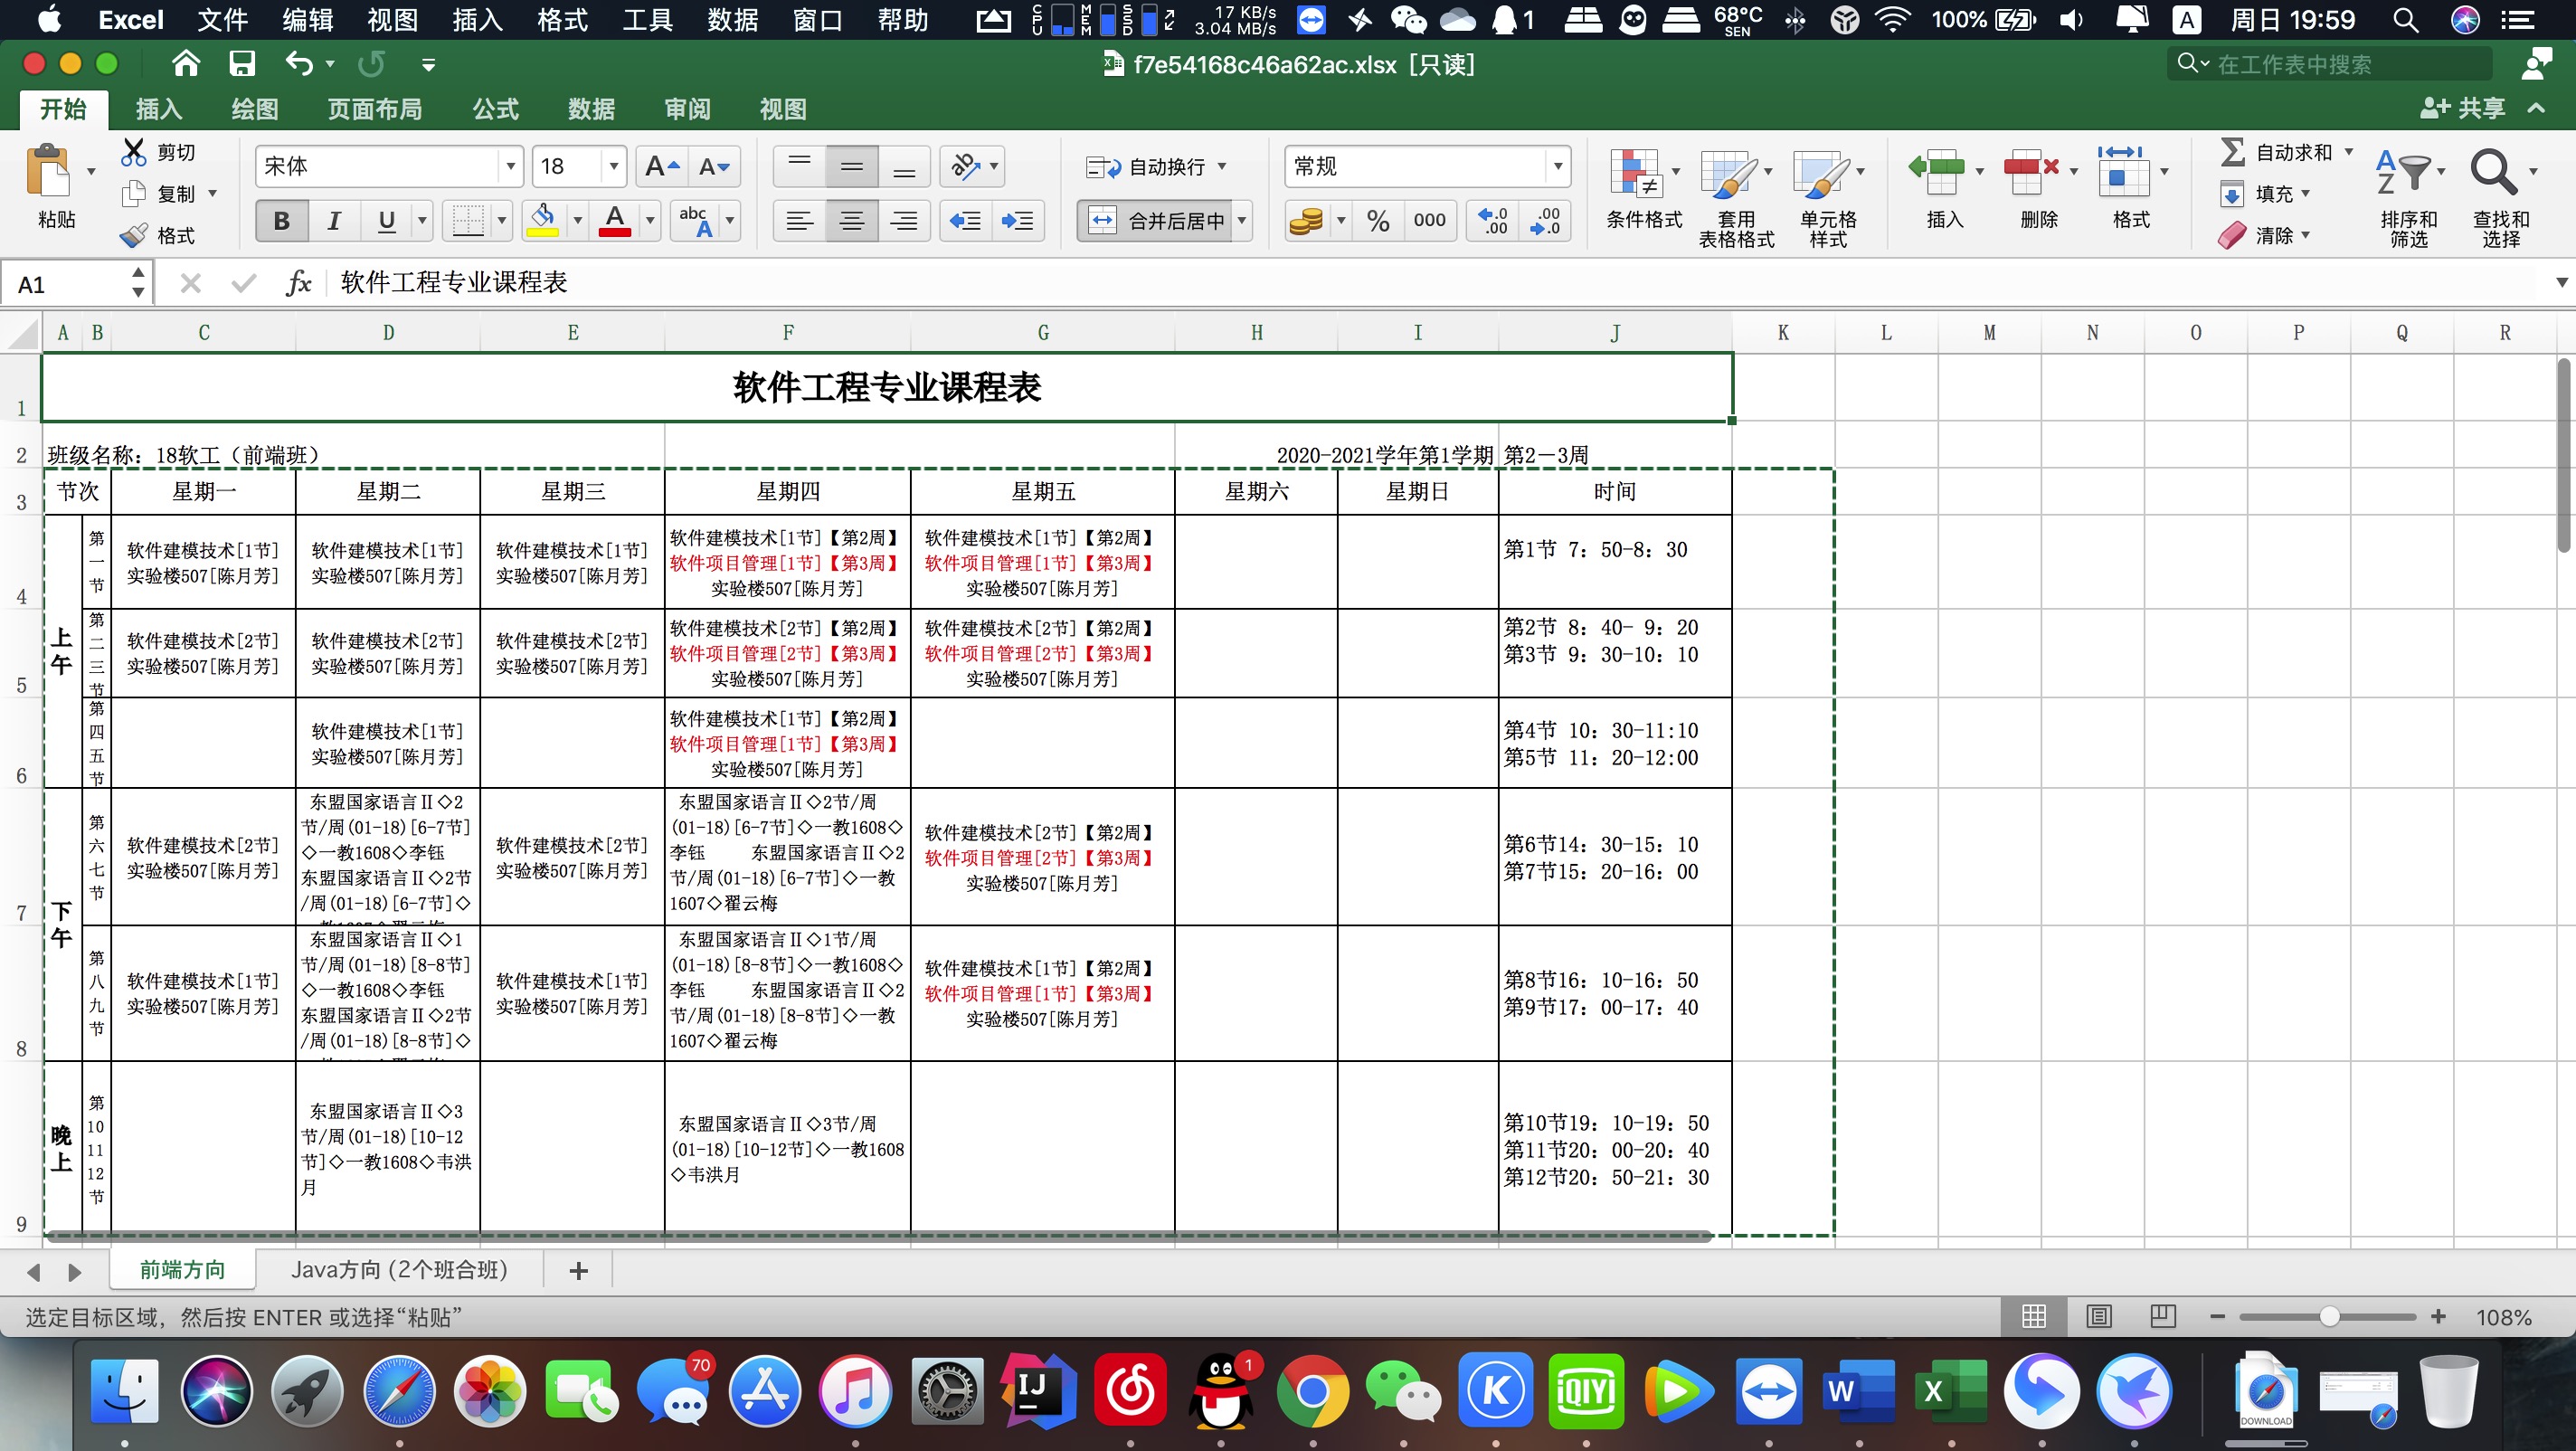 Excel 文件 编辑 视图 插入 格式 工具 数据 窗口 帮助 CPU MEM SSD 17 KB/s 3.04 MB/s 1 68°C SEN 100% A 周日 19:59
f7e54168c46a62ac.xlsx [只读]
在工作表中搜索
开始 插入 绘图 页面布局 公式 数据 审阅 视图 共享
粘贴 剪切 复制 格式
宋体 18 A A
B I U A abc A
ab 自动换行
合并后居中
常规
% 000 .0 .00 .00 .0
条件格式 套用 表格格式 单元格 样式
插入 删除 格式
自动求和 填充 清除
A Z 排序和 筛选 查找和 选择
A1 fx 软件工程专业课程表
A B C D E F G H I J K L M N O P Q R
1 软件工程专业课程表
2 班级名称：18软工（前端班） 2020-2021学年第1学期 第2－3周
3 节次 星期一 星期二 星期三 星期四 星期五 星期六 星期日 时间
上午
4 第一节
软件建模技术[1节]
实验楼507[陈月芳]
软件建模技术[1节]
实验楼507[陈月芳]
软件建模技术[1节]
实验楼507[陈月芳]
软件建模技术[1节]【第2周】
软件项目管理[1节]【第3周】
实验楼507[陈月芳]
软件建模技术[1节]【第2周】
软件项目管理[1节]【第3周】
实验楼507[陈月芳]
第1节 7：50-8：30
5 第二三节
软件建模技术[2节]
实验楼507[陈月芳]
软件建模技术[2节]
实验楼507[陈月芳]
软件建模技术[2节]
实验楼507[陈月芳]
软件建模技术[2节]【第2周】
软件项目管理[2节]【第3周】
实验楼507[陈月芳]
软件建模技术[2节]【第2周】
软件项目管理[2节]【第3周】
实验楼507[陈月芳]
第2节 8：40- 9：20
第3节 9：30-10：10
6 第四五节
软件建模技术[1节]
实验楼507[陈月芳]
软件建模技术[1节]【第2周】
软件项目管理[1节]【第3周】
实验楼507[陈月芳]
第4节 10：30-11:10
第5节 11：20-12:00
下午
7 第六七节
软件建模技术[2节]
实验楼507[陈月芳]
东盟国家语言Ⅱ◇2
节/周(01-18)[6-7节]
◇一教1608◇李钰
东盟国家语言Ⅱ◇2节
/周(01-18)[6-7节]◇
软件建模技术[2节]
实验楼507[陈月芳]
东盟国家语言Ⅱ◇2节/周
(01-18)[6-7节]◇一教1608◇
李钰 东盟国家语言Ⅱ◇2
节/周(01-18)[6-7节]◇一教
1607◇翟云梅
软件建模技术[2节]【第2周】
软件项目管理[2节]【第3周】
实验楼507[陈月芳]
第6节14：30-15：10
第7节15：20-16：00
8 第八九节
软件建模技术[1节]
实验楼507[陈月芳]
东盟国家语言Ⅱ◇1
节/周(01-18)[8-8节]
◇一教1608◇李钰
东盟国家语言Ⅱ◇2节
/周(01-18)[8-8节]◇
软件建模技术[1节]
实验楼507[陈月芳]
东盟国家语言Ⅱ◇1节/周
(01-18)[8-8节]◇一教1608◇
李钰 东盟国家语言Ⅱ◇2
节/周(01-18)[8-8节]◇一教
1607◇翟云梅
软件建模技术[1节]【第2周】
软件项目管理[1节]【第3周】
实验楼507[陈月芳]
第8节16：10-16：50
第9节17：00-17：40
晚上
9 第10 11 12节
东盟国家语言Ⅱ◇3
节/周(01-18)[10-12
节]◇一教1608◇韦洪
月
东盟国家语言Ⅱ◇3节/周
(01-18)[10-12节]◇一教1608
◇韦洪月
第10节19：10-19：50
第11节20：00-20：40
第12节20：50-21：30
前端方向 Java方向 (2个班合班) +
选定目标区域，然后按 ENTER 或选择“粘贴” 108%
70 IJ 1 K iQIYI W X DOWNLOAD